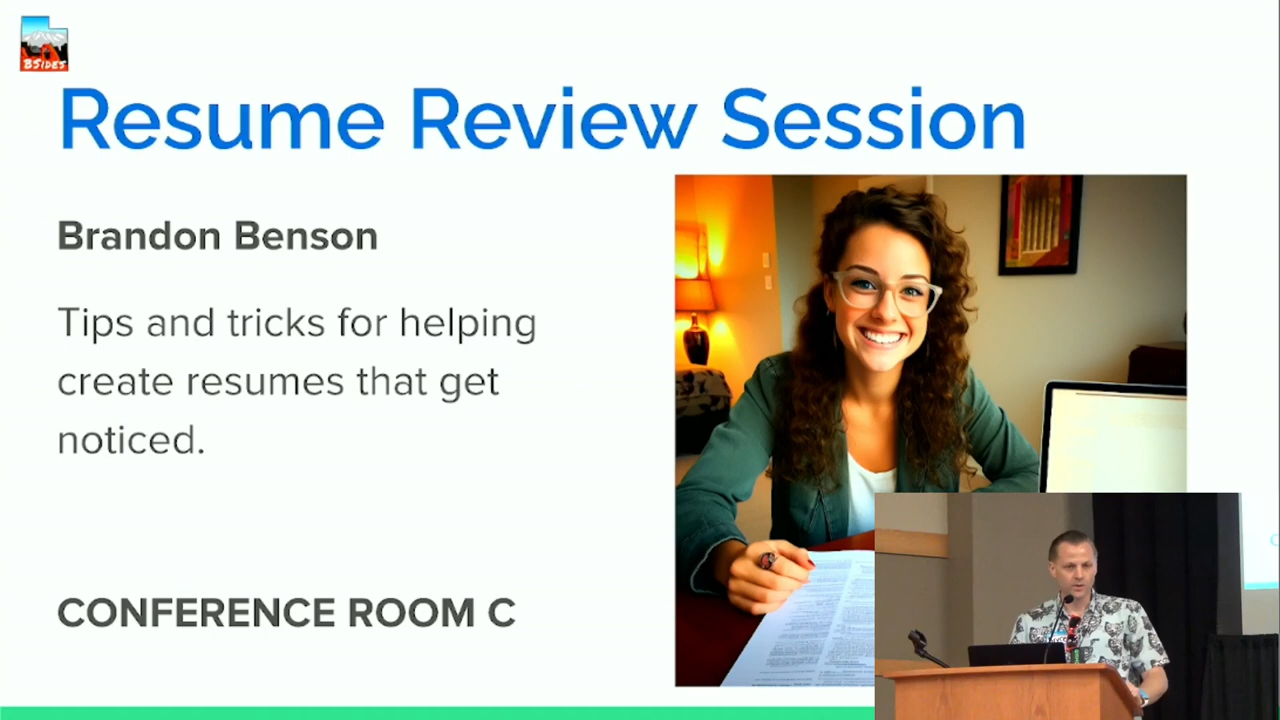 BSides
Resume Review Session
Brandon Benson
Tips and tricks for helping
create resumes that get
noticed.
CONFERENCE ROOM C